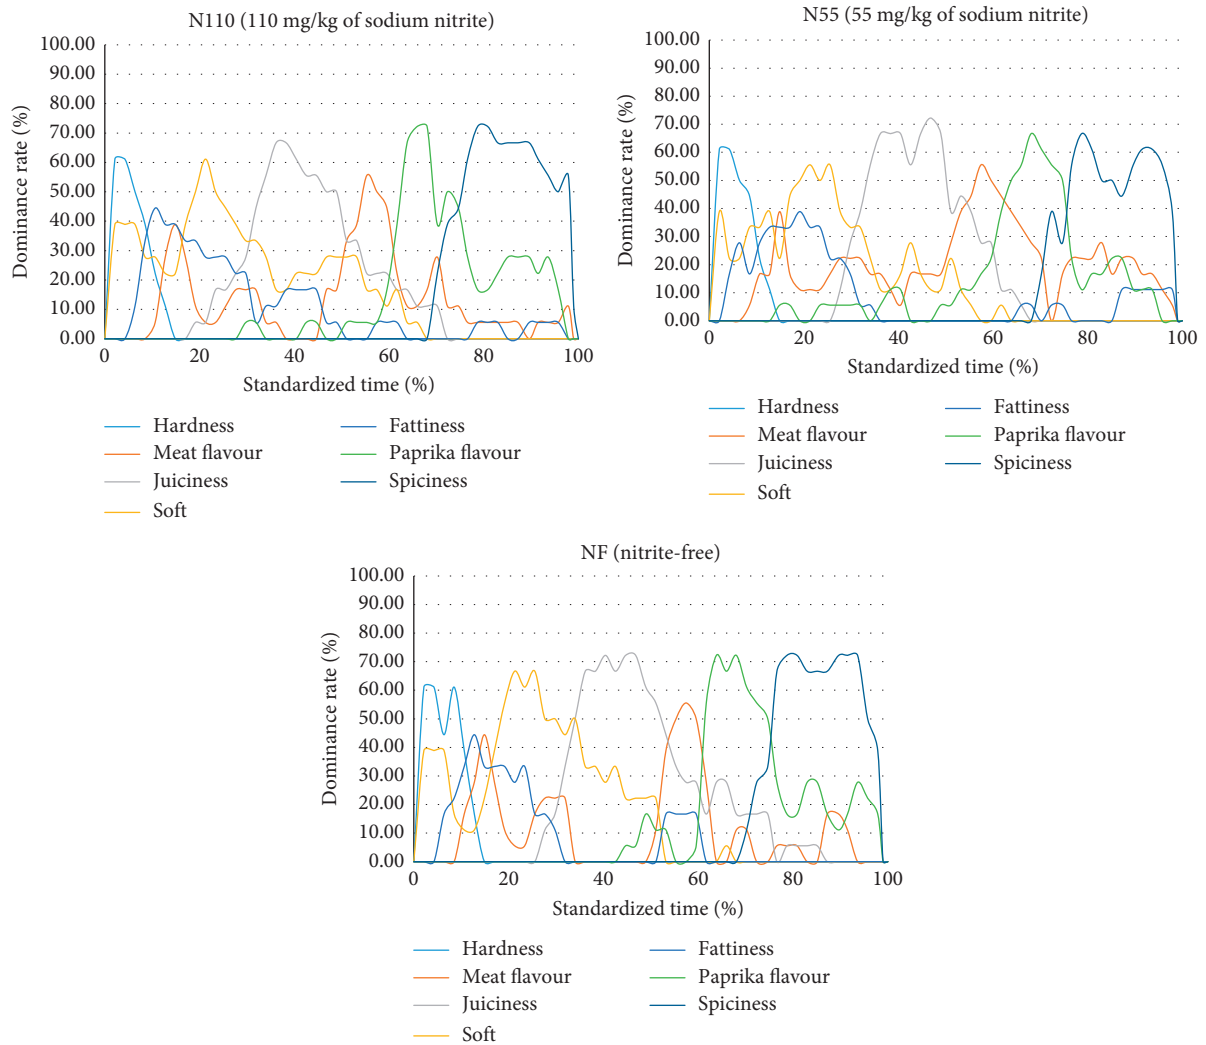 N110 (110 mg/kg of sodium nitrite)
Dominance rate (%)
100.00
90.00
80.00
70.00
60.00
50.00
40.00
30.00
20.00
10.00
0.00
0 20 40 60 80 100
Standardized time (%)
Hardness Fattiness
Meat flavour Paprika flavour
Juiciness Spiciness
Soft
N55 (55 mg/kg of sodium nitrite)
Dominance rate (%)
100.00
90.00
80.00
70.00
60.00
50.00
40.00
30.00
20.00
10.00
0.00
0 20 40 60 80 100
Standardized time (%)
Hardness Fattiness
Meat flavour Paprika flavour
Juiciness Spiciness
Soft
NF (nitrite-free)
Dominance rate (%)
100.00
90.00
80.00
70.00
60.00
50.00
40.00
30.00
20.00
10.00
0.00
0 20 40 60 80 100
Standardized time (%)
Hardness Fattiness
Meat flavour Paprika flavour
Juiciness Spiciness
Soft